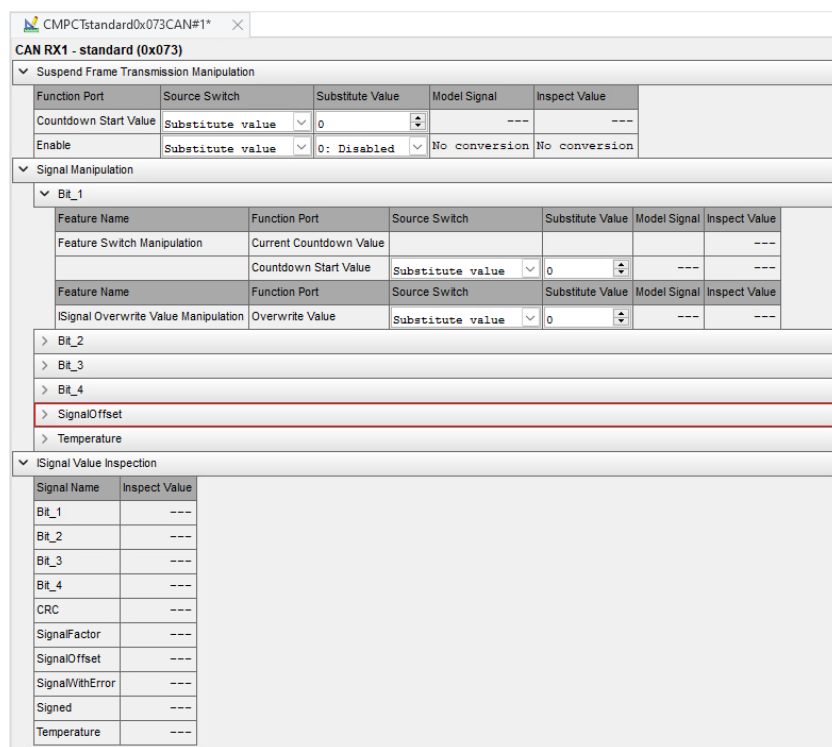 CMPCTstandard0x073CAN#1*
CAN RX1 - standard (0x073)
Suspend Frame Transmission Manipulation
Function Port Source Switch Substitute Value Model Signal Inspect Value
Countdown Start Value Substitute value 0 --- ---
Enable Substitute value 0: Disabled No conversion No conversion
Signal Manipulation
Bit_1
Feature Name Function Port Source Switch Substitute Value Model Signal Inspect Value
Feature Switch Manipulation Current Countdown Value ---
Countdown Start Value Substitute value 0 --- ---
Feature Name Function Port Source Switch Substitute Value Model Signal Inspect Value
ISignal Overwrite Value Manipulation Overwrite Value Substitute value 0 --- ---
Bit_2
Bit_3
Bit_4
SignalOffset
Temperature
ISignal Value Inspection
Signal Name Inspect Value
Bit_1 ---
Bit_2 ---
Bit_3 ---
Bit_4 ---
CRC ---
SignalFactor ---
SignalOffset ---
SignalWithError ---
Signed ---
Temperature ---